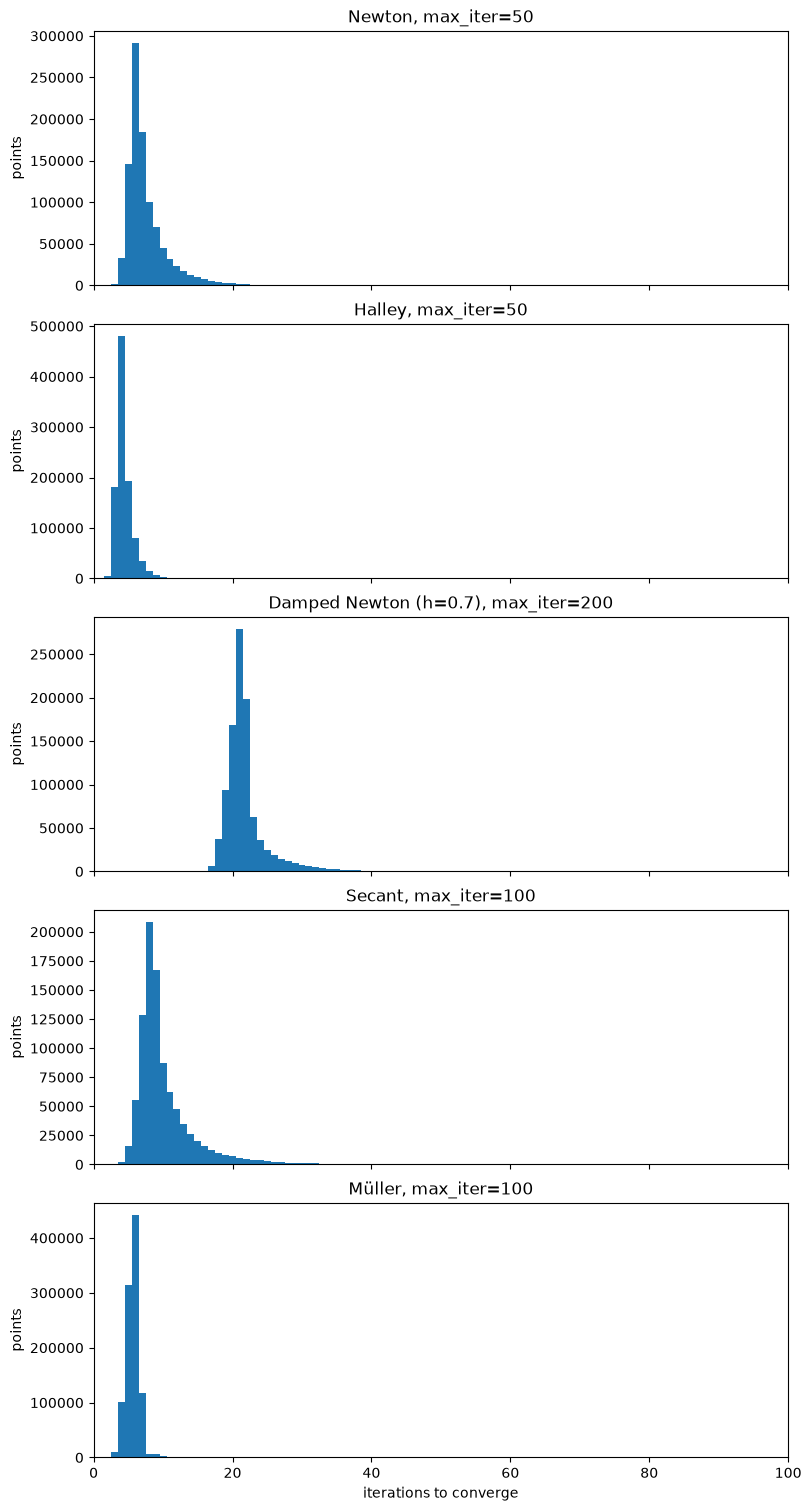 Newton, max_iter=50
300000
250000
200000
150000
100000
50000
0
points
Halley, max_iter=50
500000
400000
300000
200000
100000
0
points
Damped Newton (h=0.7), max_iter=200
250000
200000
150000
100000
50000
0
points
Secant, max_iter=100
200000
175000
150000
125000
100000
75000
50000
25000
0
points
Müller, max_iter=100
400000
300000
200000
100000
0
points
0 20 40 60 80 100
iterations to converge